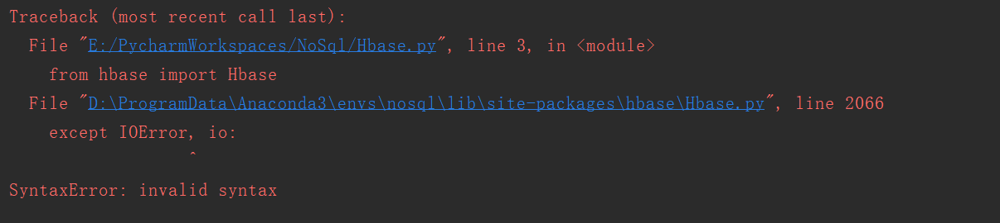 Traceback (most recent call last):
  File "E:/PycharmWorkspaces/NoSql/Hbase.py", line 3, in <module>
    from hbase import Hbase
  File "D:\ProgramData\Anaconda3\envs\nosql\lib\site-packages\hbase\Hbase.py", line 2066
    except IOError, io:
                  ^
SyntaxError: invalid syntax